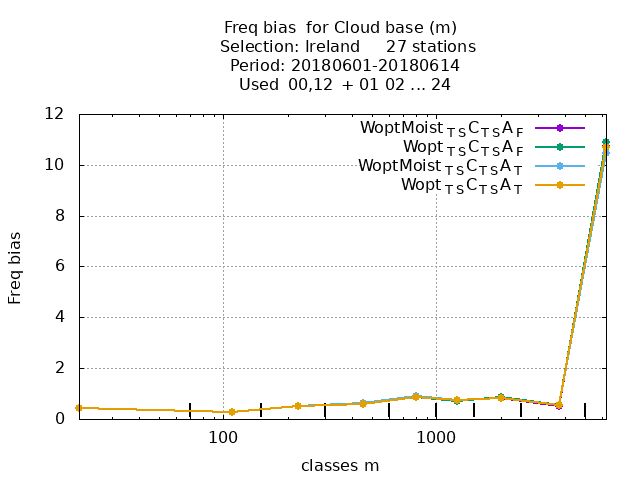 Freq bias  for Cloud base (m)
Selection: Ireland     27 stations
Period: 20180601-20180614
Used  00,12  + 01 02 ... 24
12
10
8
6
4
2
0
Freq bias
WoptMoist T S C T S A F
Wopt T S C T S A F
WoptMoist T S C T S A T
Wopt T S C T S A T
100
1000
classes m